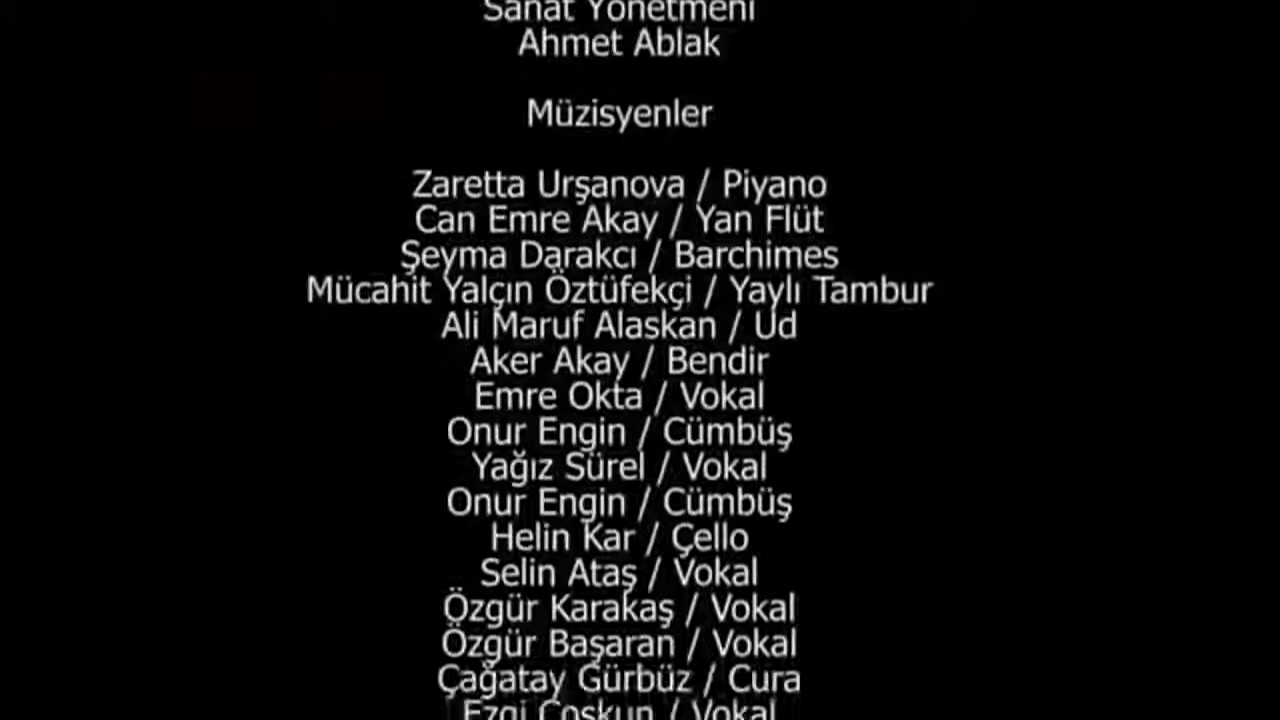 Sanat Yönetmeni
Ahmet Ablak
Müzisyenler
Zaretta Urşanova / Piyano
Can Emre Akay / Yan Flüt
Şeyma Darakcı / Barchimes
Mücahit Yalçın Öztüfekçi / Yaylı Tambur
Ali Maruf Alaskan / Ud
Aker Akay / Bendir
Emre Okta / Vokal
Onur Engin / Cümbüş
Yağız Sürel / Vokal
Onur Engin / Cümbüş
Helin Kar / Çello
Selin Ataş / Vokal
Özgür Karakaş / Vokal
Özgür Başaran / Vokal
Çağatay Gürbüz / Cura
Ezgi Coşkun / Vokal